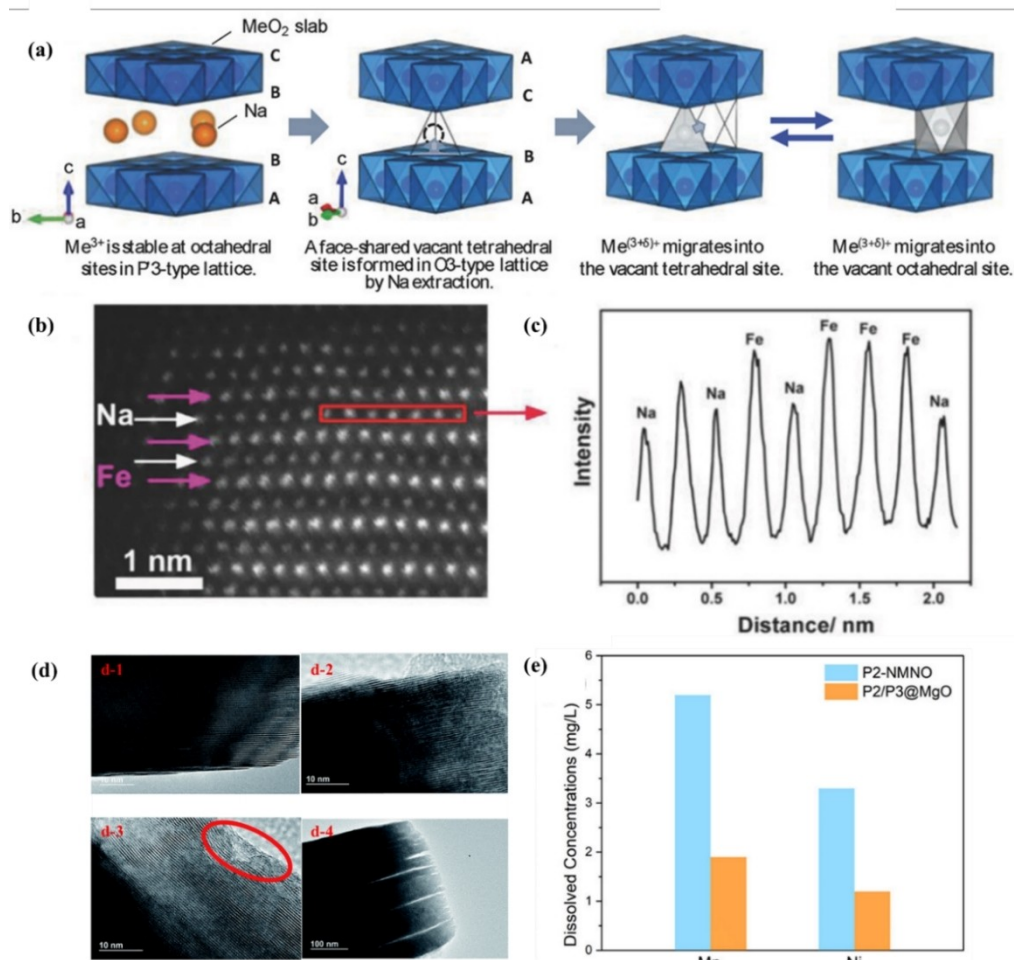 (a)
MeO2 slab
C
B
Na
B
A
c
b
a
Me3+ is stable at octahedral
sites in P'3-type lattice.
A
C
B
A
c
a
b
A face-shared vacant tetrahedral
site is formed in O3-type lattice
by Na extraction.
Me(3+δ)+ migrates into
the vacant tetrahedral site.
Me(3+δ)+ migrates into
the vacant octahedral site.
(b)
Na
Fe
1 nm
(c)
Intensity
Na
Na
Fe
Na
Fe
Fe
Fe
Na
0.0
0.5
1.0
1.5
2.0
Distance/ nm
(d)
d-1
d-2
10 nm
d-3
10 nm
d-4
100 nm
(e)
Dissolved Concentrations (mg/L)
6
5
4
3
2
1
0
P2-NMNO
P2/P3@MgO